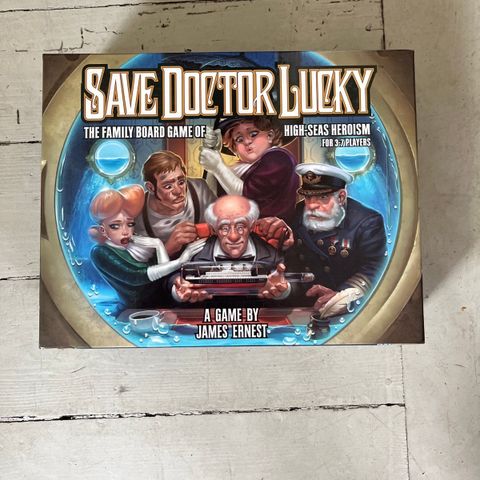 SAVE DOCTOR LUCKY
THE FAMILY BOARD GAME OF HIGH-SEAS HEROISM
FOR 3-7 PLAYERS
A GAME BY
JAMES ERNEST